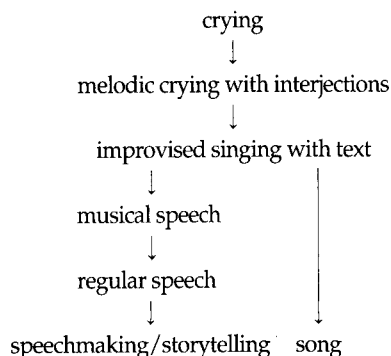 crying
melodic crying with interjections
improvised singing with text
musical speech
regular speech
speechmaking/storytelling song